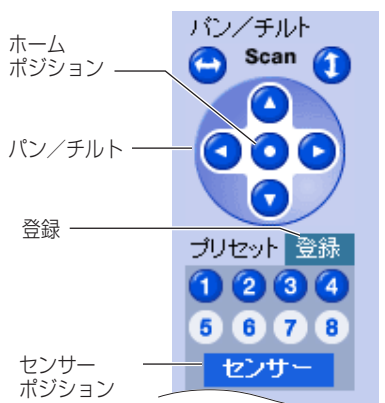 パン／チルト
Scan
ホーム
ポジション
パン／チルト
登録
プリセット 登録
1 2 3 4
5 6 7 8
センサー
センサー
ポジション